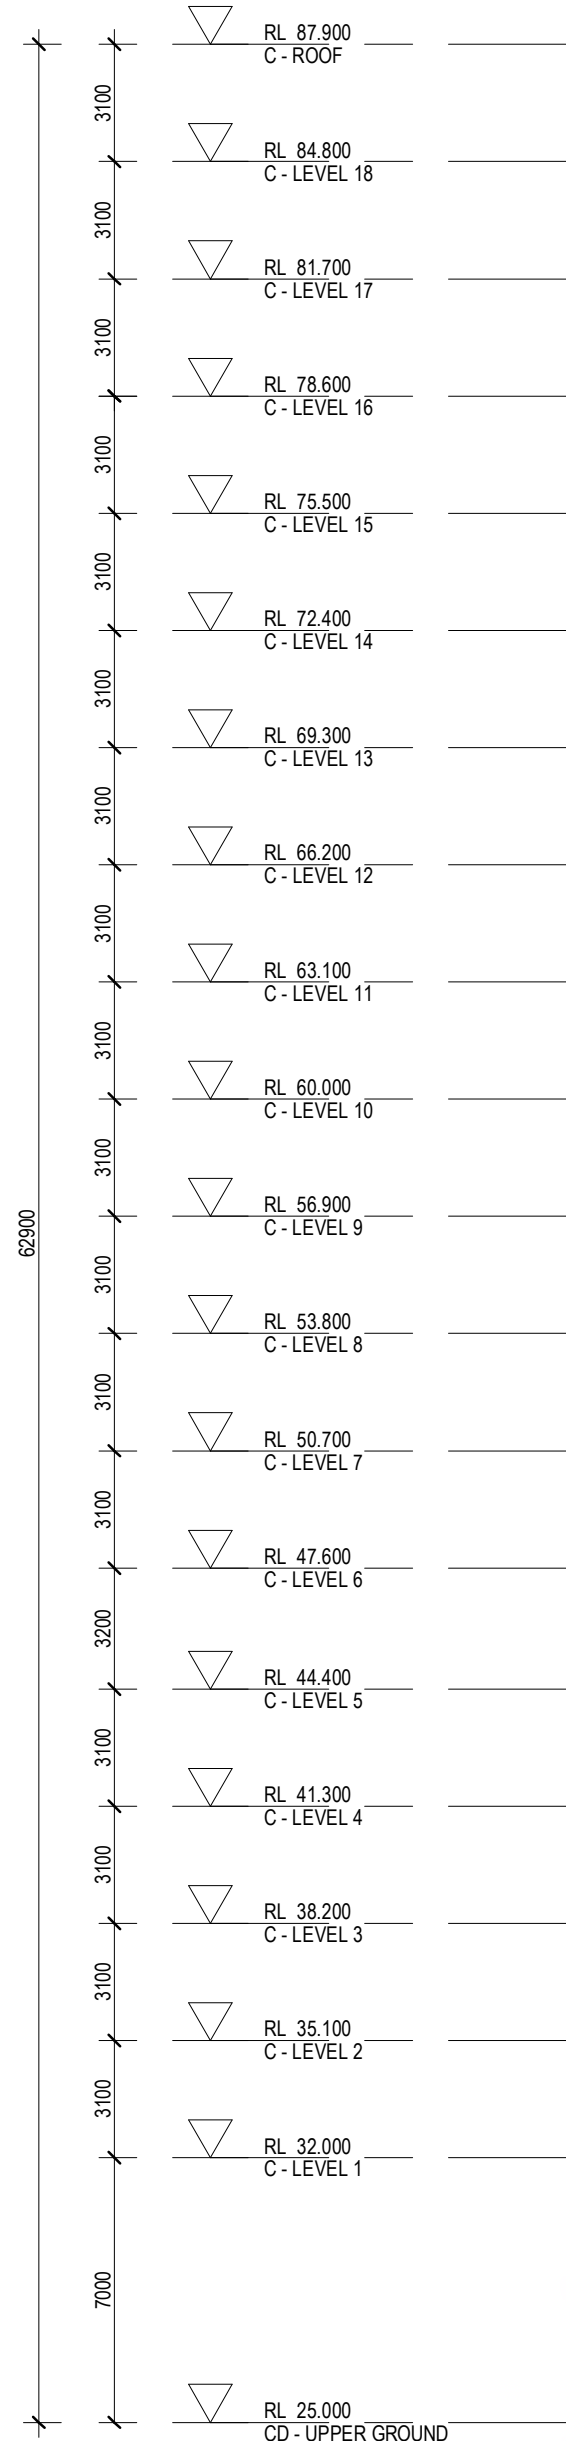 RL 87.900
C - ROOF
3100
RL 84.800
C - LEVEL 18
3100
RL 81.700
C - LEVEL 17
3100
RL 78.600
C - LEVEL 16
3100
RL 75.500
C - LEVEL 15
3100
RL 72.400
C - LEVEL 14
3100
RL 69.300
C - LEVEL 13
3100
RL 66.200
C - LEVEL 12
3100
RL 63.100
C - LEVEL 11
3100
RL 60.000
C - LEVEL 10
3100
RL 56.900
C - LEVEL 9
62900
3100
RL 53.800
C - LEVEL 8
3100
RL 50.700
C - LEVEL 7
3100
RL 47.600
C - LEVEL 6
3200
RL 44.400
C - LEVEL 5
3100
RL 41.300
C - LEVEL 4
3100
RL 38.200
C - LEVEL 3
3100
RL 35.100
C - LEVEL 2
3100
RL 32.000
C - LEVEL 1
7000
RL 25.000
CD - UPPER GROUND